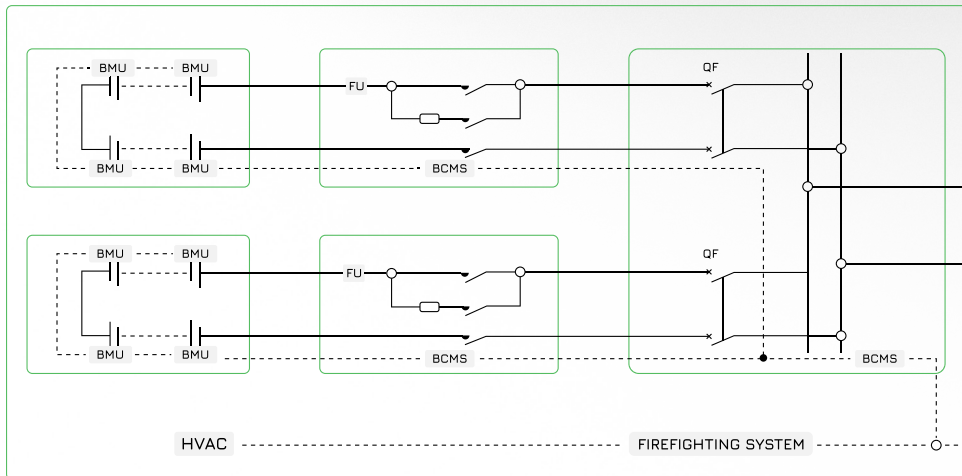 BMU BMU QF
FU
BMU BMU BCMS
BMU BMU QF
FU
BMU BMU BCMS BCMS
HVAC FIREFIGHTING SYSTEM